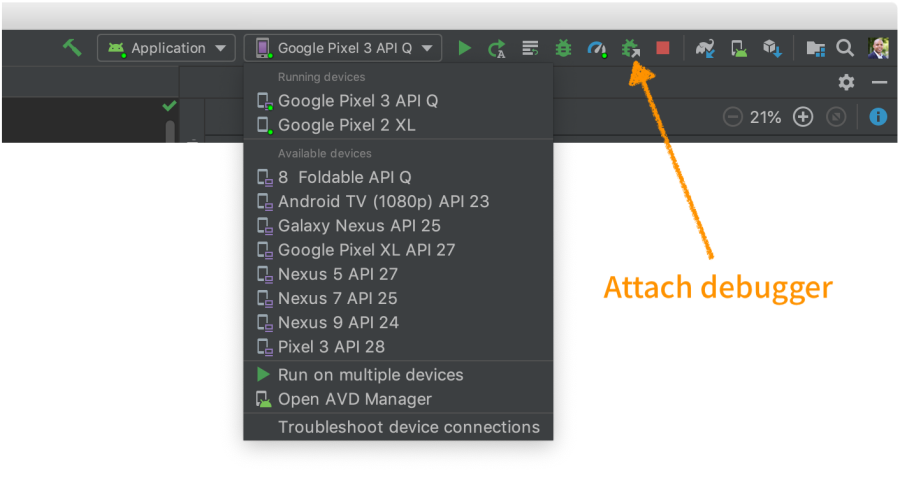 Application
Google Pixel 3 API Q
Running devices
Google Pixel 3 API Q
Google Pixel 2 XL
21%
Available devices
8 Foldable API Q
Android TV (1080p) API 23
Galaxy Nexus API 25
Google Pixel XL API 27
Nexus 5 API 27
Nexus 7 API 25
Nexus 9 API 24
Pixel 3 API 28
Run on multiple devices
Open AVD Manager
Troubleshoot device connections
Attach debugger